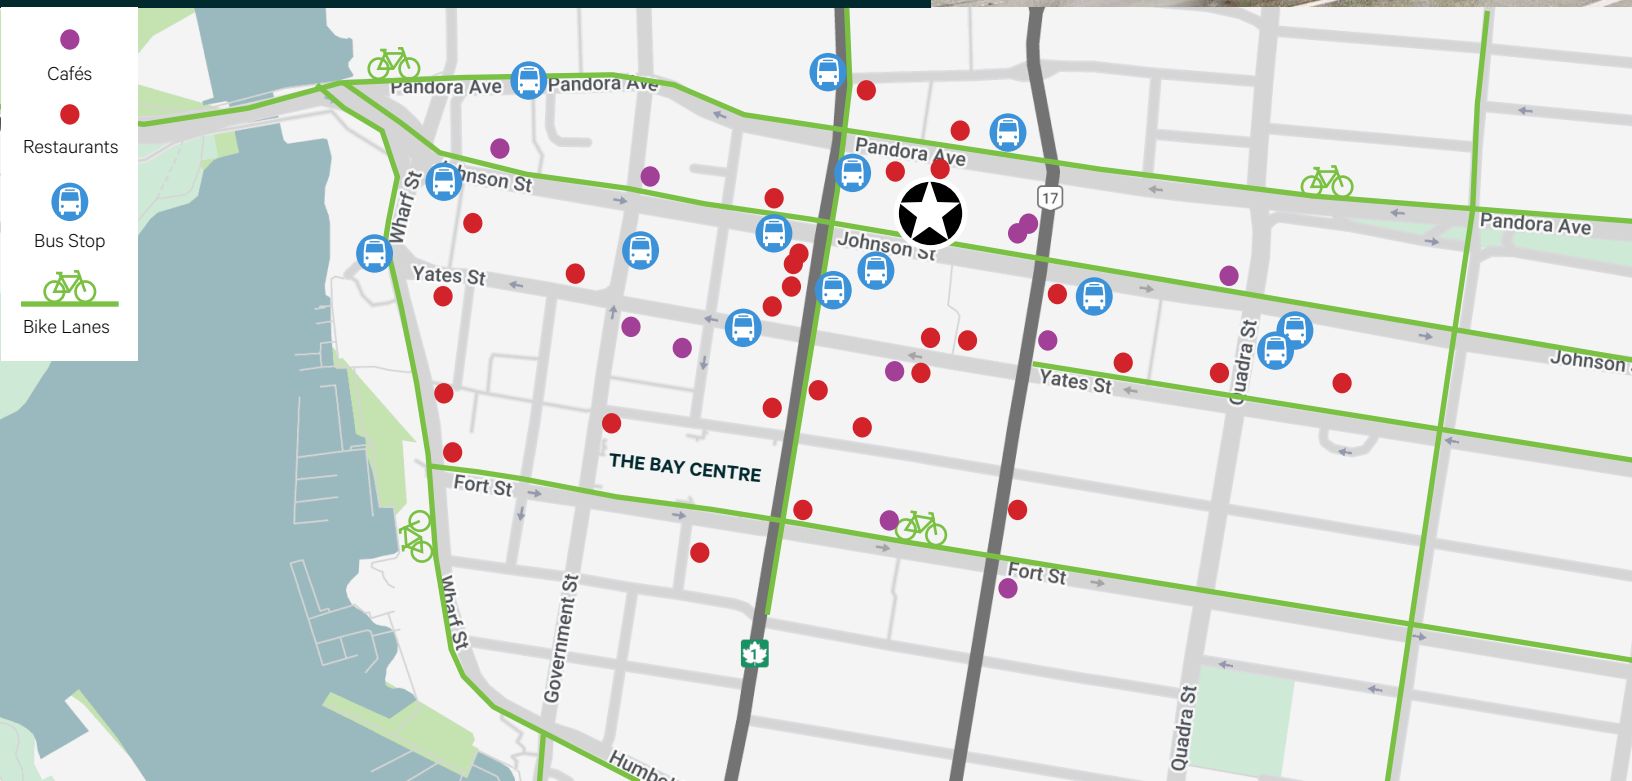 Cafés
Restaurants
Bus Stop
Bike Lanes
Pandora Ave
Pandora Ave
Pandora Ave
Pandora Ave
Johnson St
Johnson St
Johnson
Wharf St
Yates St
17
Yates St
Quadra St
THE BAY CENTRE
Fort St
Fort St
Wharf St
Government St
1
Quadra St